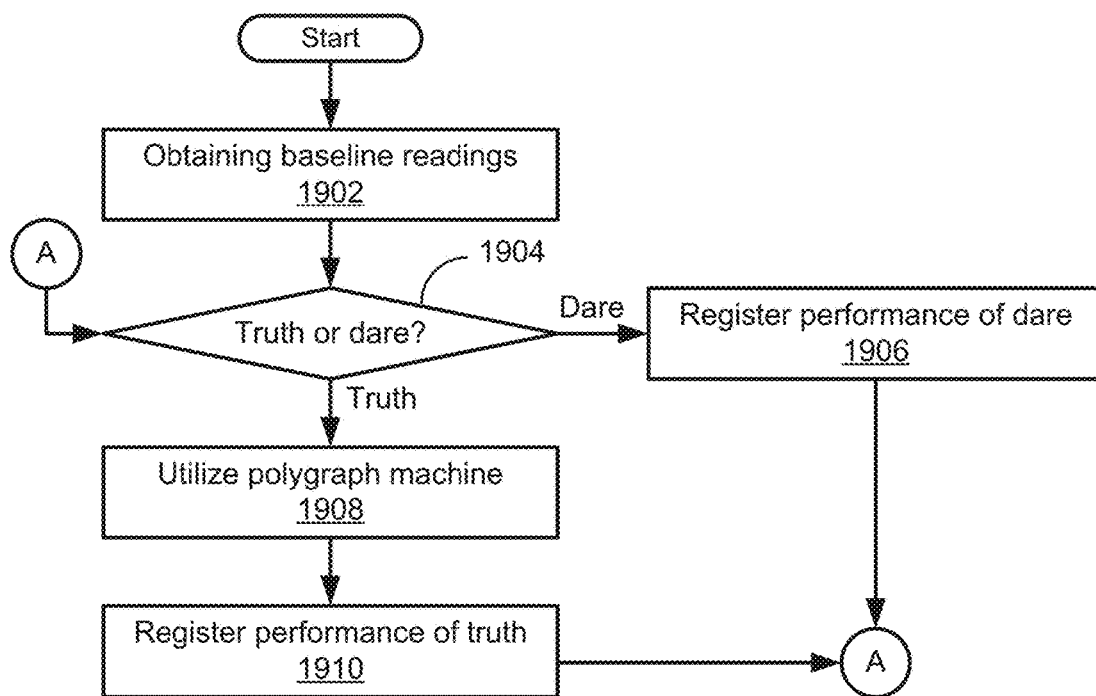 Start
Obtaining baseline readings
1902
A
1904
Truth or dare?
Dare
Register performance of dare
1906
Truth
Utilize polygraph machine
1908
Register performance of truth
1910
A